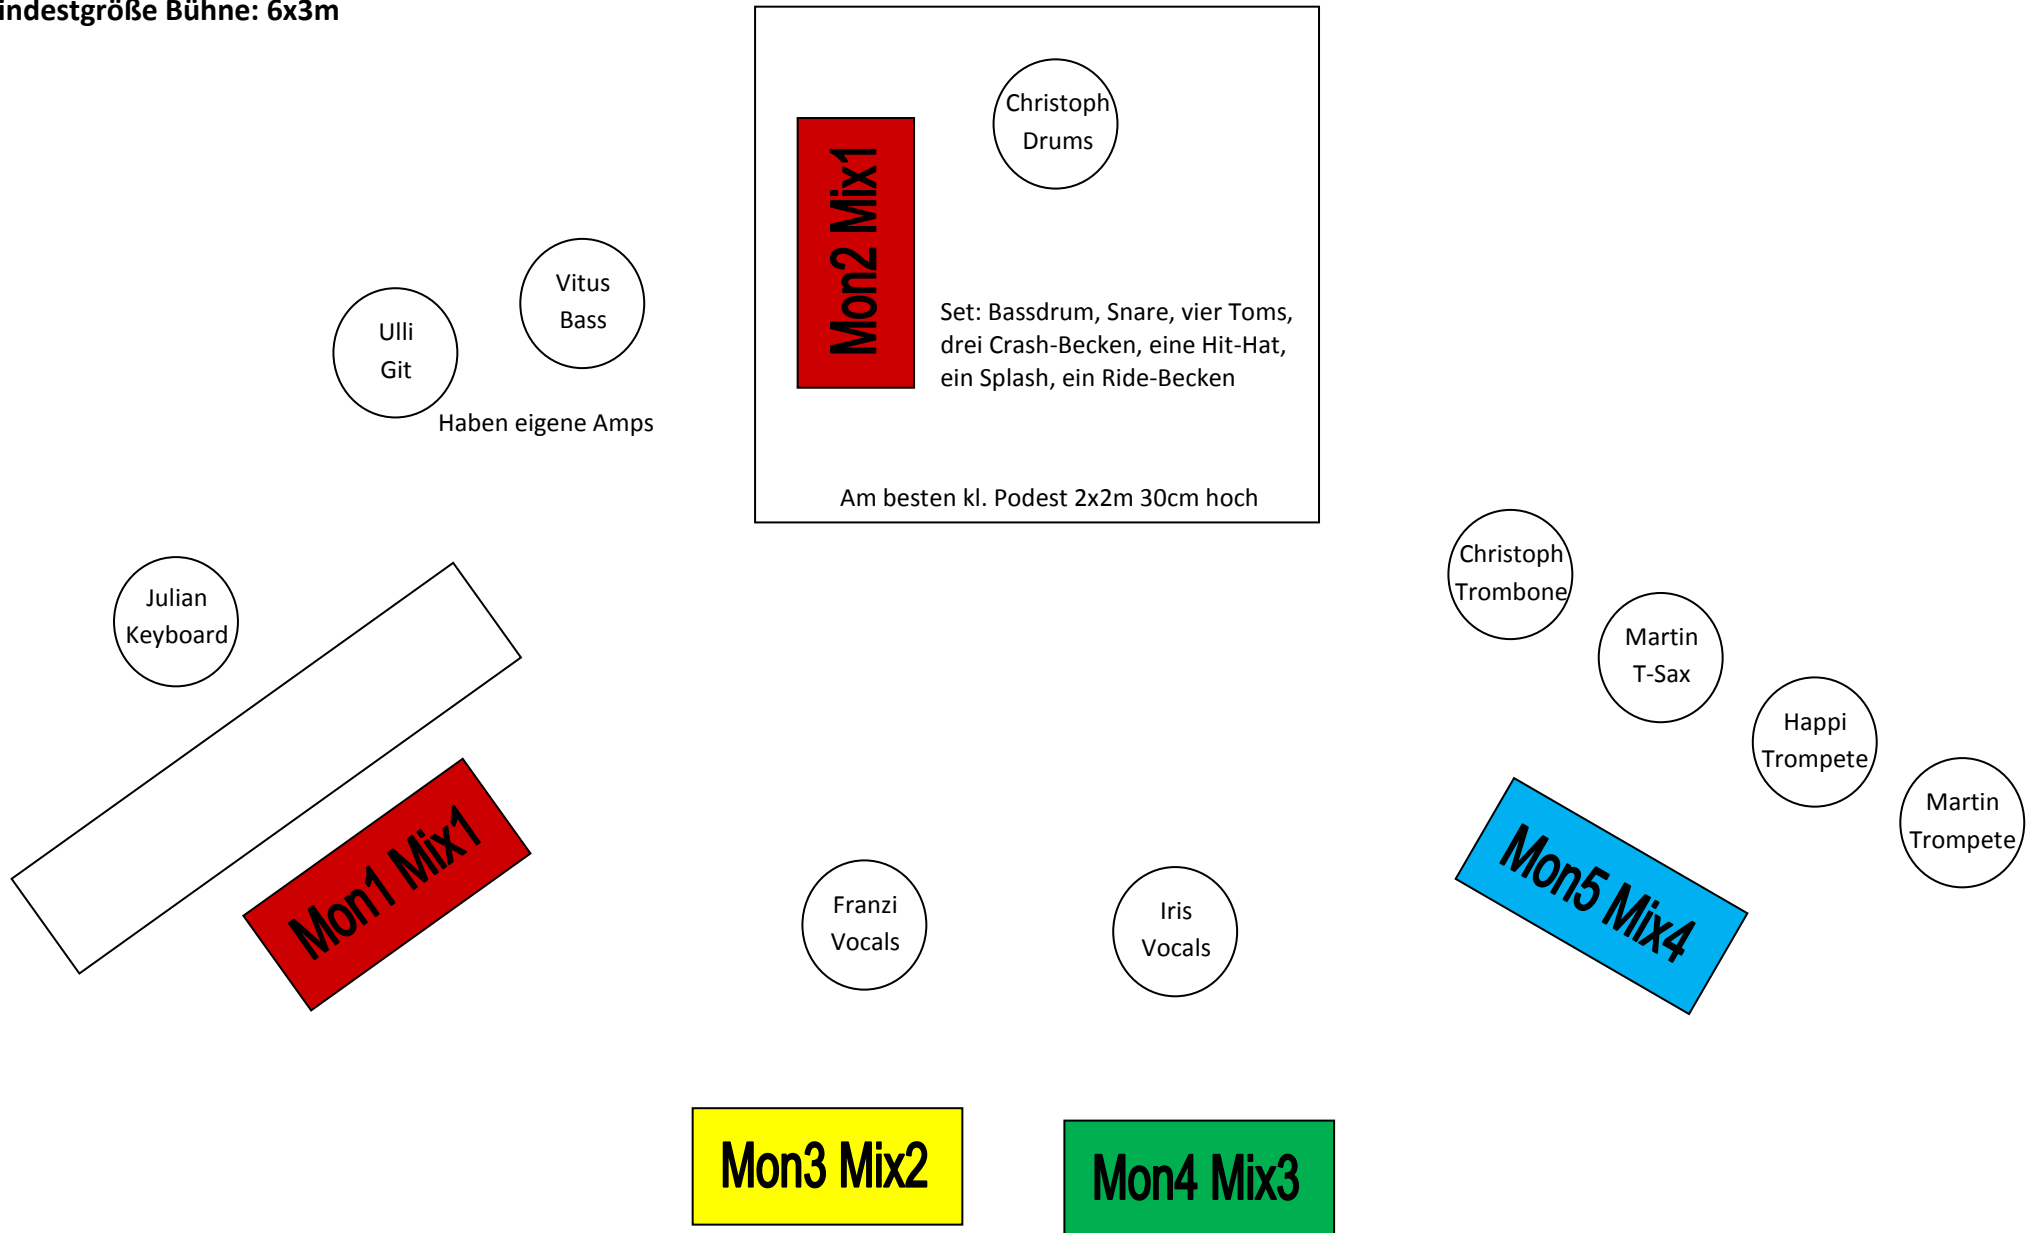 indestgröße Bühne: 6x3m
Christoph
Drums
Mon2 Mix1
Vitus
Bass
Ulli
Git
Haben eigene Amps
Set: Bassdrum, Snare, vier Toms,
drei Crash-Becken, eine Hit-Hat,
ein Splash, ein Ride-Becken
Am besten kl. Podest 2x2m 30cm hoch
Julian
Keyboard
Mon1 Mix1
Christoph
Trombone
Martin
T-Sax
Happi
Trompete
Martin
Trompete
Mon5 Mix4
Franzi
Vocals
Iris
Vocals
Mon3 Mix2
Mon4 Mix3